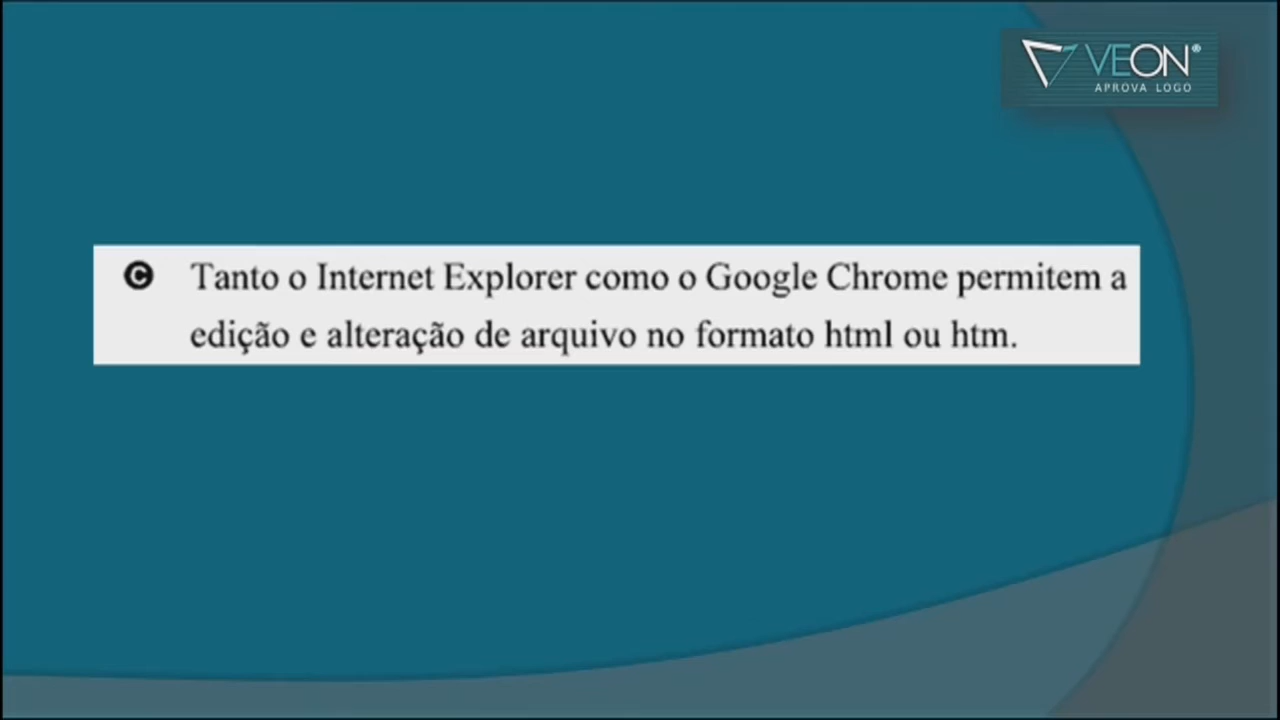 VEON®
APROVA LOGO
C Tanto o Internet Explorer como o Google Chrome permitem a
edição e alteração de arquivo no formato html ou htm.